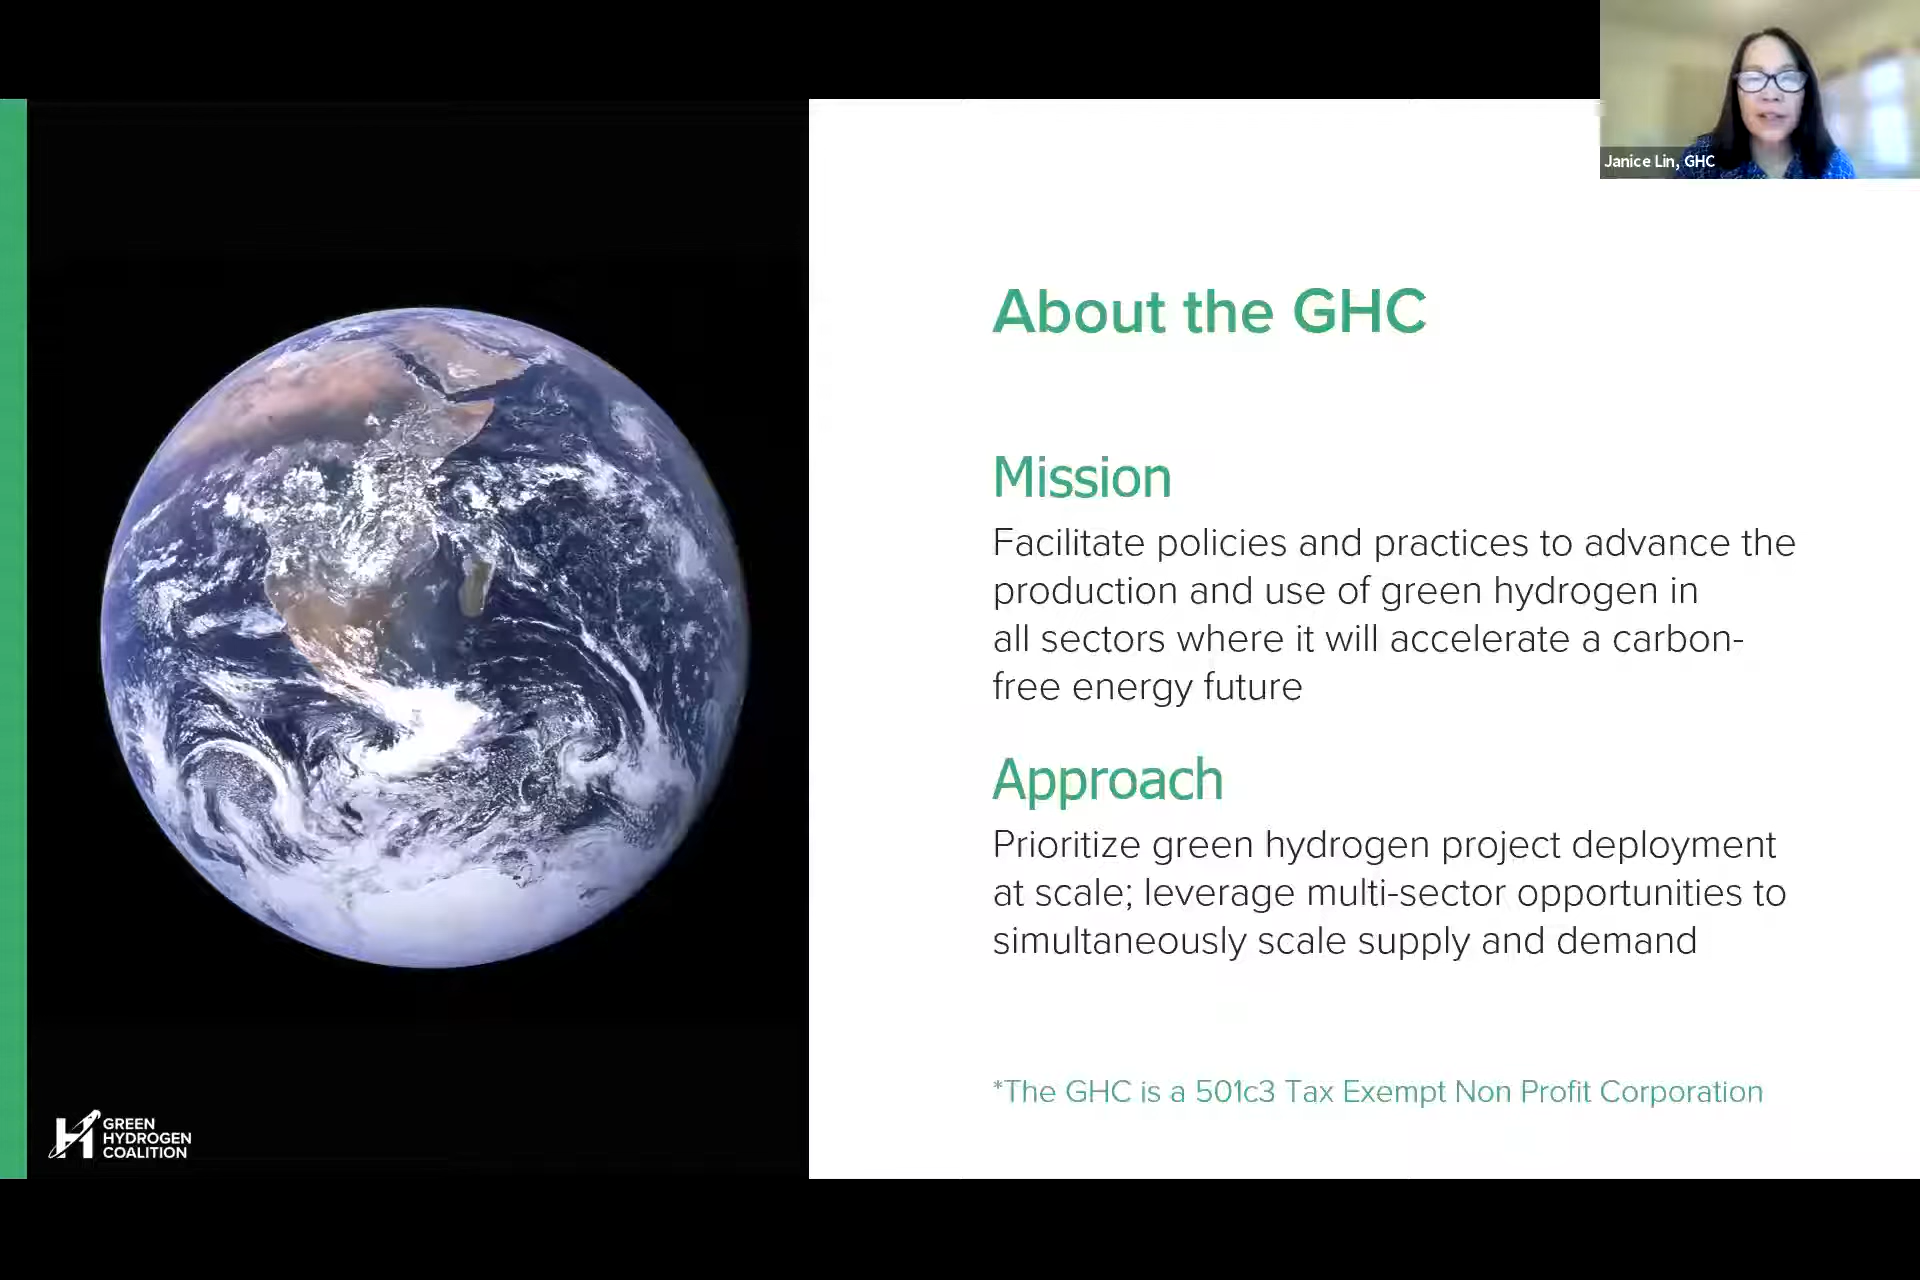 Janice Lin, GHC
About the GHC
Mission
Facilitate policies and practices to advance the
production and use of green hydrogen in
all sectors where it will accelerate a carbon-
free energy future
Approach
Prioritize green hydrogen project deployment
at scale; leverage multi-sector opportunities to
simultaneously scale supply and demand
*The GHC is a 501c3 Tax Exempt Non Profit Corporation
GREEN
HYDROGEN
COALITION